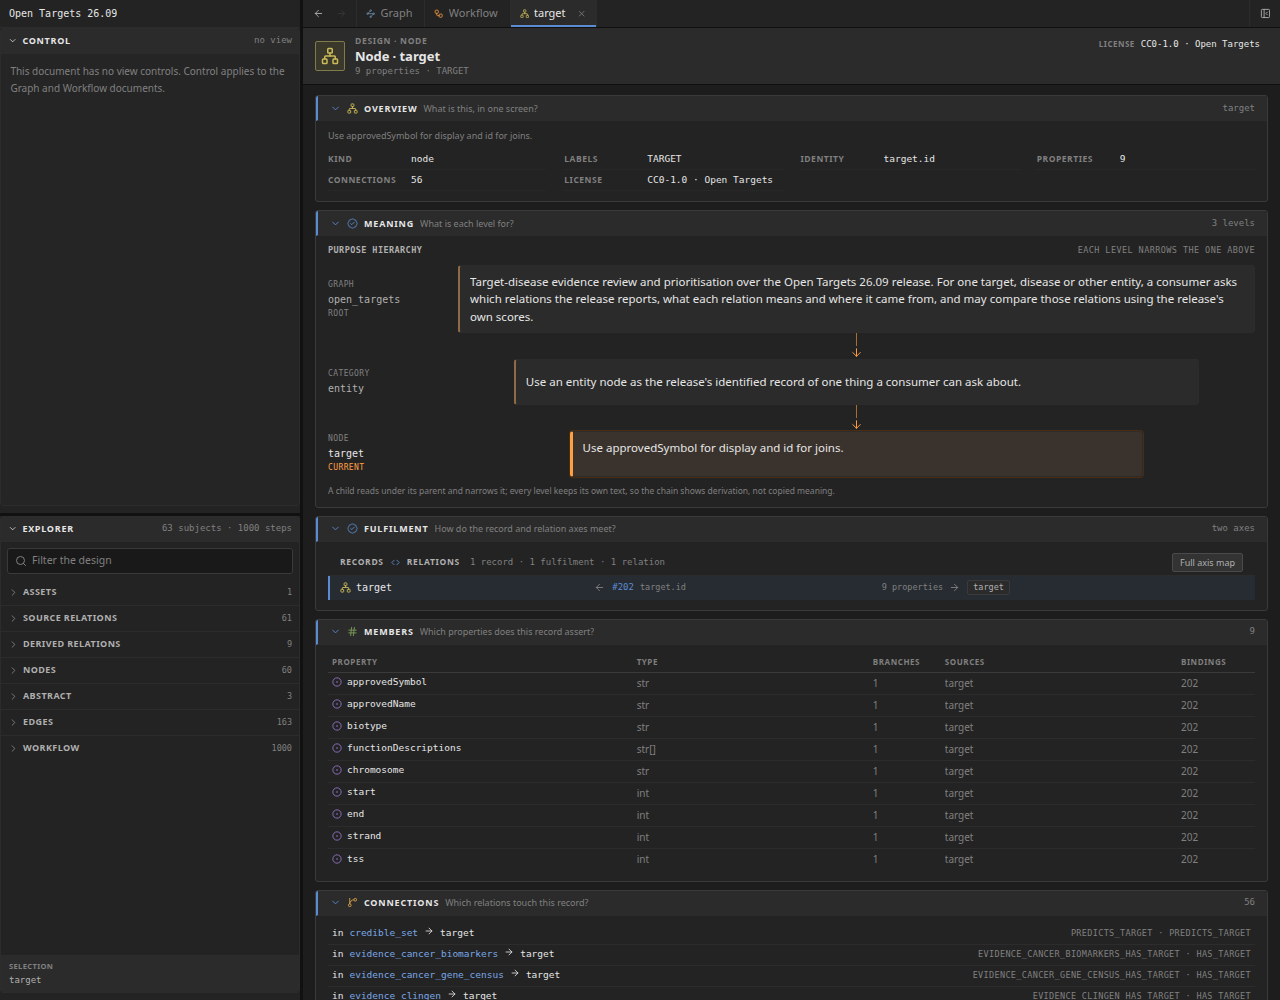 Open Targets 26.09
CONTROL no view
This document has no view controls. Control applies to the
Graph and Workflow documents.
EXPLORER 63 subjects · 1000 steps
Filter the design
ASSETS 1
SOURCE RELATIONS 61
DERIVED RELATIONS 9
NODES 60
ABSTRACT 3
EDGES 163
WORKFLOW 1000
SELECTION
target
← → Graph Workflow target ×
DESIGN · NODE
Node · target
9 properties · TARGET
LICENSE CC0-1.0 · Open Targets
OVERVIEW What is this, in one screen? target
Use approvedSymbol for display and id for joins.
KIND node LABELS TARGET IDENTITY target.id PROPERTIES 9
CONNECTIONS 56 LICENSE CC0-1.0 · Open Targets
MEANING What is each level for? 3 levels
PURPOSE HIERARCHY EACH LEVEL NARROWS THE ONE ABOVE
GRAPH
open_targets
ROOT
Target-disease evidence review and prioritisation over the Open Targets 26.09 release. For one target, disease or other entity, a consumer asks
which relations the release reports, what each relation means and where it came from, and may compare those relations using the release's
own scores.
CATEGORY
entity
Use an entity node as the release's identified record of one thing a consumer can ask about.
NODE
target
CURRENT
Use approvedSymbol for display and id for joins.
A child reads under its parent and narrows it; every level keeps its own text, so the chain shows derivation, not copied meaning.
FULFILMENT How do the record and relation axes meet? two axes
RECORDS <> RELATIONS 1 record · 1 fulfilment · 1 relation Full axis map
target ← #202 target.id 9 properties → target
MEMBERS Which properties does this record assert? 9
PROPERTY TYPE BRANCHES SOURCES BINDINGS
approvedSymbol str 1 target 202
approvedName str 1 target 202
biotype str 1 target 202
functionDescriptions str[] 1 target 202
chromosome str 1 target 202
start int 1 target 202
end int 1 target 202
strand int 1 target 202
tss int 1 target 202
CONNECTIONS Which relations touch this record? 56
in credible_set → target PREDICTS_TARGET · PREDICTS_TARGET
in evidence_cancer_biomarkers → target EVIDENCE_CANCER_BIOMARKERS_HAS_TARGET · HAS_TARGET
in evidence_cancer_gene_census → target EVIDENCE_CANCER_GENE_CENSUS_HAS_TARGET · HAS_TARGET
in evidence_clingen → target EVIDENCE_CLINGEN_HAS_TARGET · HAS_TARGET